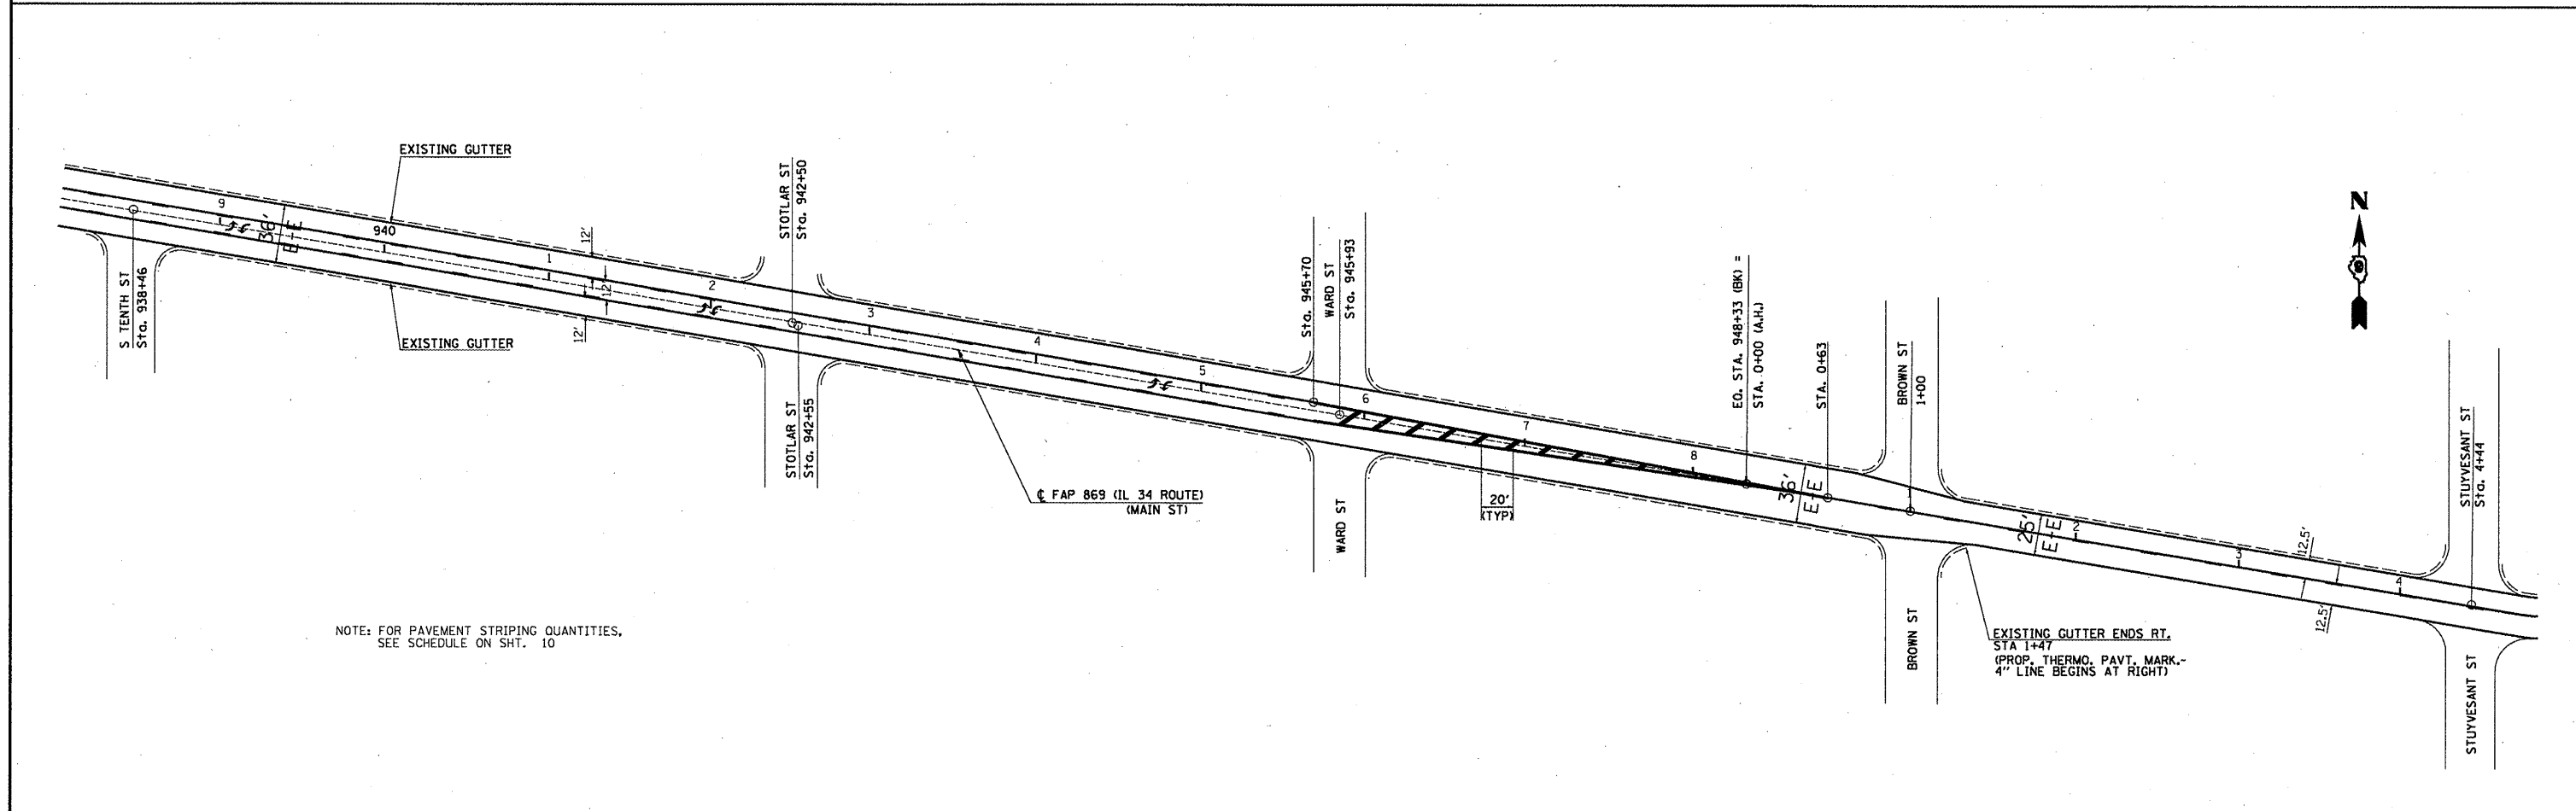 EXISTING GUTTER
9
36'
E-E
940
1
12'
12'
12'
2
S TENTH ST
Sta. 938+46
EXISTING GUTTER
STOTLAR ST
Sta. 942+50
STOTLAR ST
Sta. 942+55
3
4
5
℄ FAP 869 (IL 34 ROUTE)
(MAIN ST)
Sta. 945+70
WARD ST
Sta. 945+93
WARD ST
6
7
8
20'
(TYP)
EQ. STA. 948+33 (BK) =
STA. 0+00 (A.H.)
36'
E-E
STA. 0+63
BROWN ST
1+00
1
BROWN ST
25'
E-E
2
3
12.5'
12.5'
4
EXISTING GUTTER ENDS RT.
STA 1+47
(PROP. THERMO. PAVT. MARK.-
4" LINE BEGINS AT RIGHT)
STUYVESANT ST
Sta. 4+44
STUYVESANT ST
N
NOTE: FOR PAVEMENT STRIPING QUANTITIES,
SEE SCHEDULE ON SHT. 10